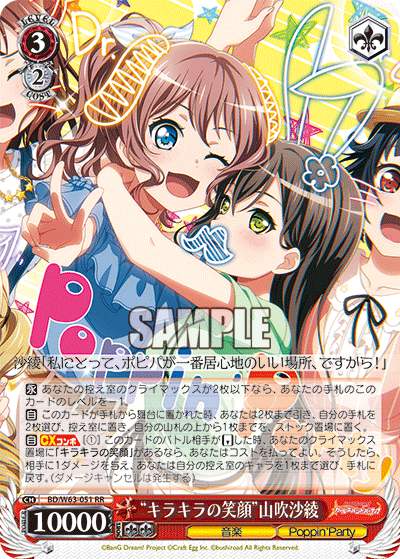 LEVEL
3
2
COST
Dr
SAMPLE
沙綾「私にとって、ポピパが一番居心地のいい場所、ですから!」
永 あなたの控え室のクライマックスが2枚以下なら、あなたの手札のこの
カードのレベルを-1。
自 このカードが手札から舞台に置かれた時、あなたは2枚まで引き、自分の手札を
2枚選び、控え室に置き、自分の山札の上から1枚までを、ストック置場に置く。
自 CXコンボ [(1)] このカードのバトル相手が した時、あなたのクライマックス
置場に「キラキラの笑顔」があるなら、あなたはコストを払ってよい。そうしたら、
相手に1ダメージを与え、あなたは自分の控え室のキャラを1枚まで選び、手札に
戻す。(ダメージキャンセルは発生する)
CH BD/W63-051 RR
10000
"キラキラの笑顔"山吹沙綾
音楽 Poppin'Party
©BanG Dream! Project ©Craft Egg Inc. ©bushiroad All Rights Reserved.